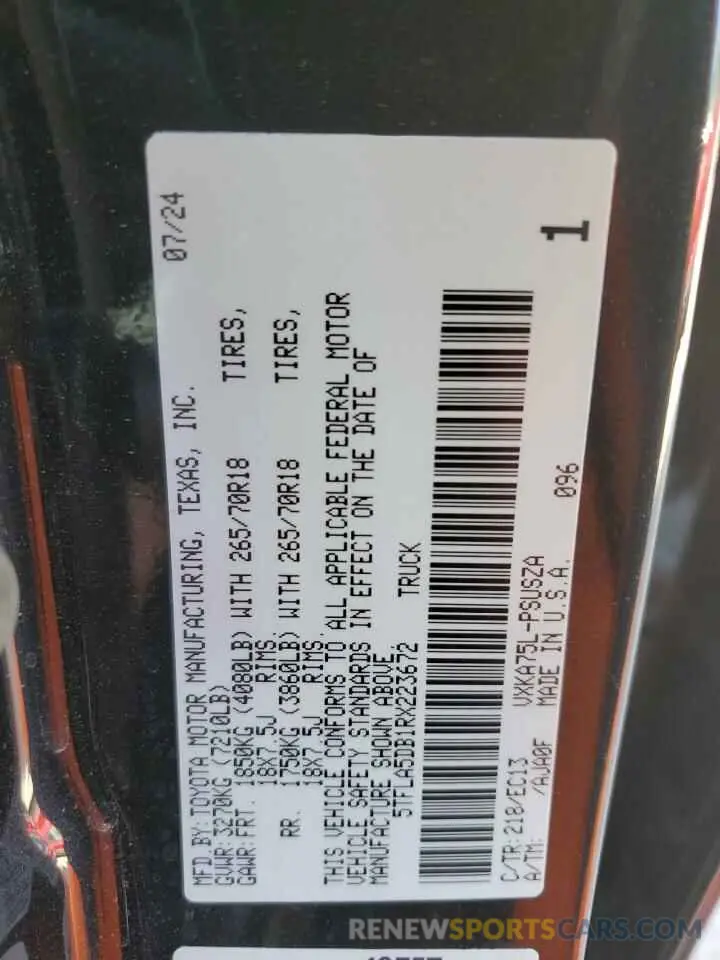 MFD.BY:TOYOTA MOTOR MANUFACTURING, TEXAS, INC. 07/24
GVWR:3270KG (7210LB)
GAWR:FRT. 1850KG (4080LB) WITH 265/70R18 TIRES,
18X7.5J RIMS.
RR. 1750KG (3860LB) WITH 265/70R18 TIRES,
18X7.5J RIMS.
THIS VEHICLE CONFORMS TO ALL APPLICABLE FEDERAL MOTOR
VEHICLE SAFETY STANDARDS IN EFFECT ON THE DATE OF
MANUFACTURE SHOWN ABOVE.
5TFLA5DB1RX223672 TRUCK
1
C/TR:218/EC13 VXKA75L-PSUSZA
A/TM: /AJA0F MADE IN U.S.A. 096
RENEWSPORTSCARS.COM